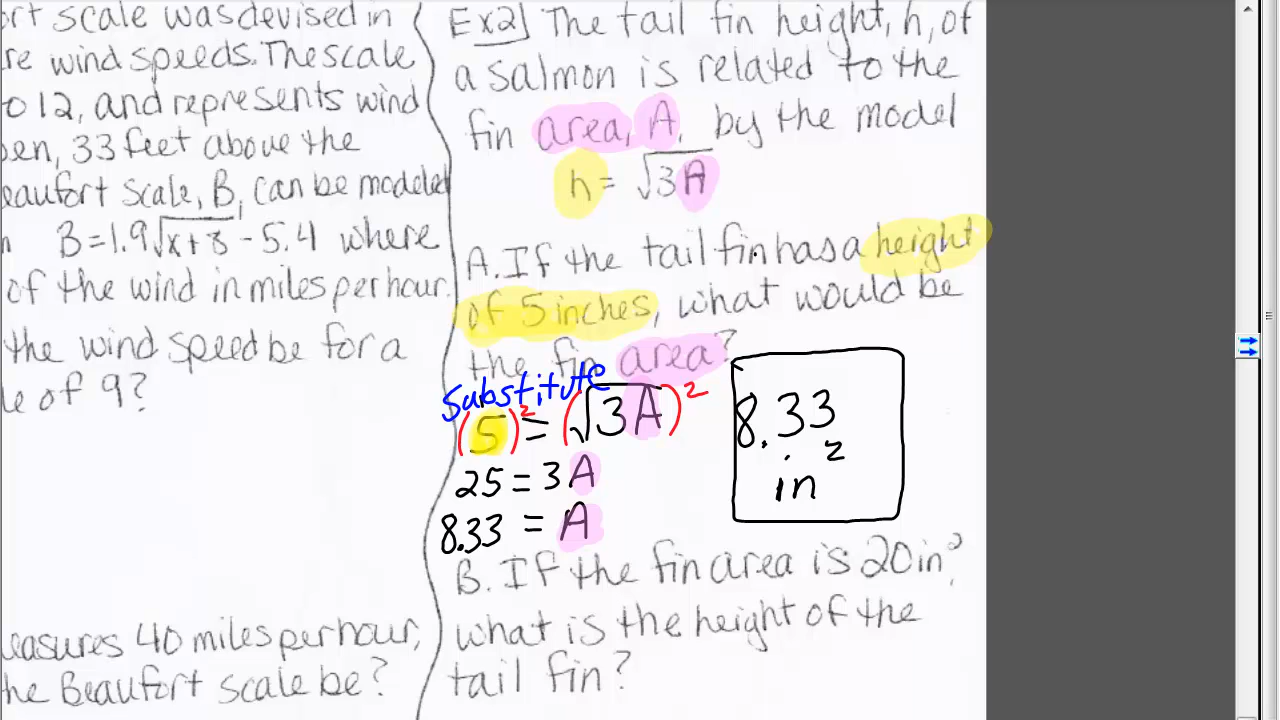 ort scale was devised in
re wind speeds. The scale
to 12, and represents wind
pen, 33 feet above the
eaufort Scale, B, can be modeled
n B=1.9√x+8 - 5.4 where
of the wind in miles per hour.
the wind speed be for a
le of 9?
easures 40 miles per hour,
he Beaufort scale be?
Ex2] The tail fin height, h, of
a salmon is related to the
fin area, A, by the model
h = √3A
A. If the tail fin has a height
of 5 inches, what would be
the fin area?
Substitute
(5)² = (√3A)²
25 = 3A
8.33 = A
8.33
in²
B. If the fin area is 20in²,
what is the height of the
tail fin?